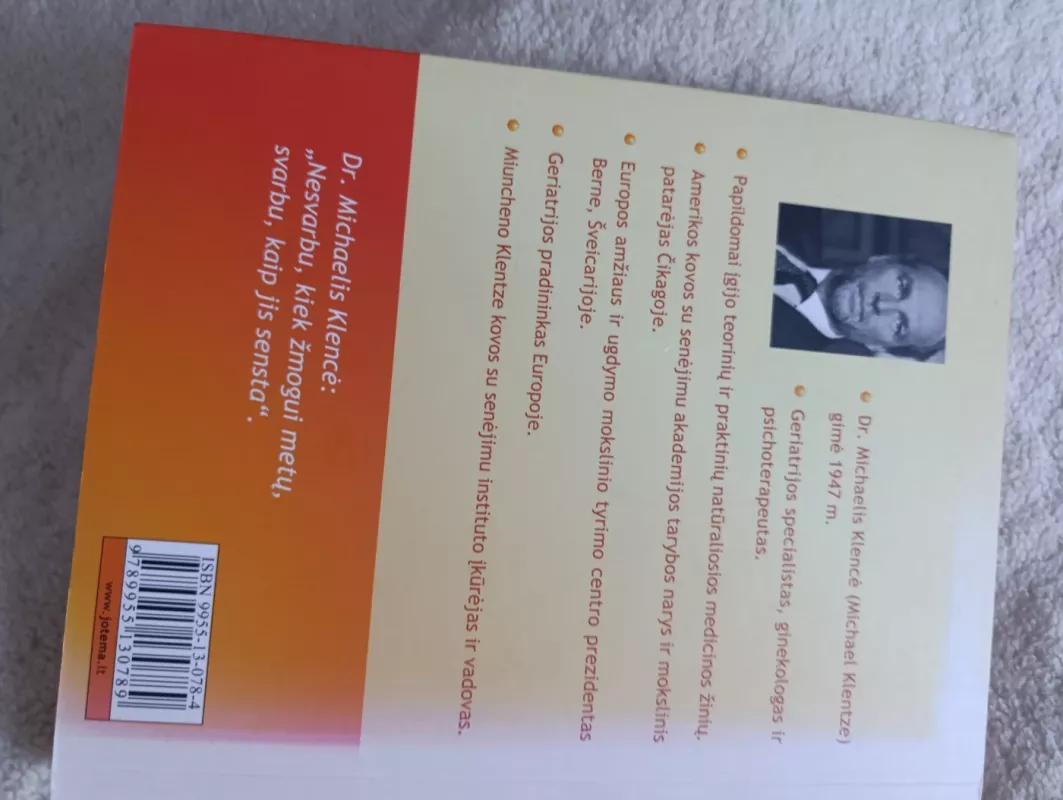 Dr. Michaelis Klencė (Michael Klentze)
gimė 1947 m.
Geriatrijos specialistas, ginekologas ir
psichoterapeutas.
Papildomai įgijo teorinių ir praktinių natūraliosios medicinos žinių.
Amerikos kovos su senėjimu akademijos tarybos narys ir mokslinis
patarėjas Čikagoje.
Europos amžiaus ir ugdymo mokslinio tyrimo centro prezidentas
Berne, Šveicarijoje.
Geriatrijos pradininkas Europoje.
Miuncheno Klentze kovos su senėjimu instituto įkūrėjas ir vadovas.
Dr. Michaelis Klencė:
„Nesvarbu, kiek žmogui metų,
svarbu, kaip jis sensta“.
ISBN 9955-13-078-4
9789955130789
www.jotema.lt